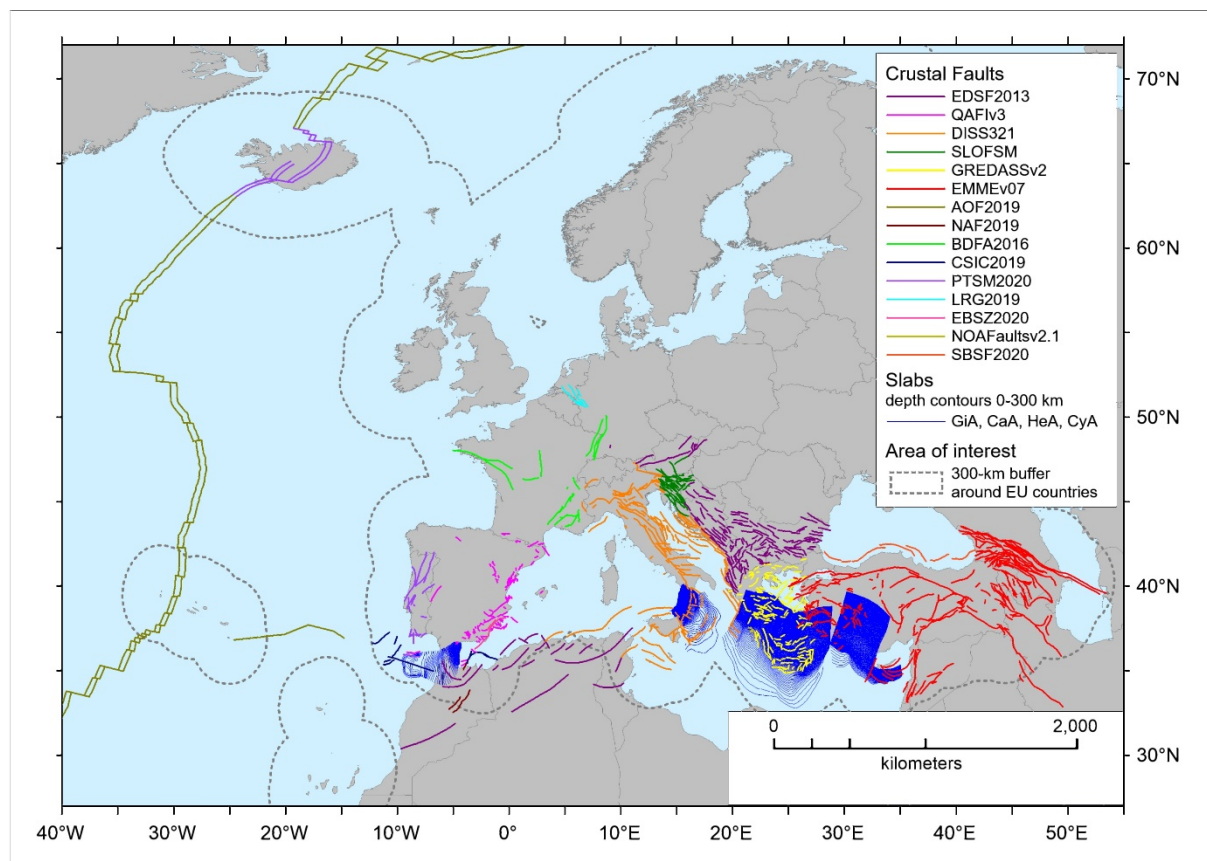 Crustal Faults
EDSF2013
QAFIv3
DISS321
SLOFSM
GREDASSv2
EMMEv07
AOF2019
NAF2019
BDFA2016
CSIC2019
PTSM2020
LRG2019
EBSZ2020
NOAFaultsv2.1
SBSF2020
Slabs
depth contours 0-300 km
GiA, CaA, HeA, CyA
Area of interest
300-km buffer
around EU countries
70°N
60°N
50°N
40°N
30°N
0 2,000
kilometers
40°W 30°W 20°W 10°W 0° 10°E 20°E 30°E 40°E 50°E